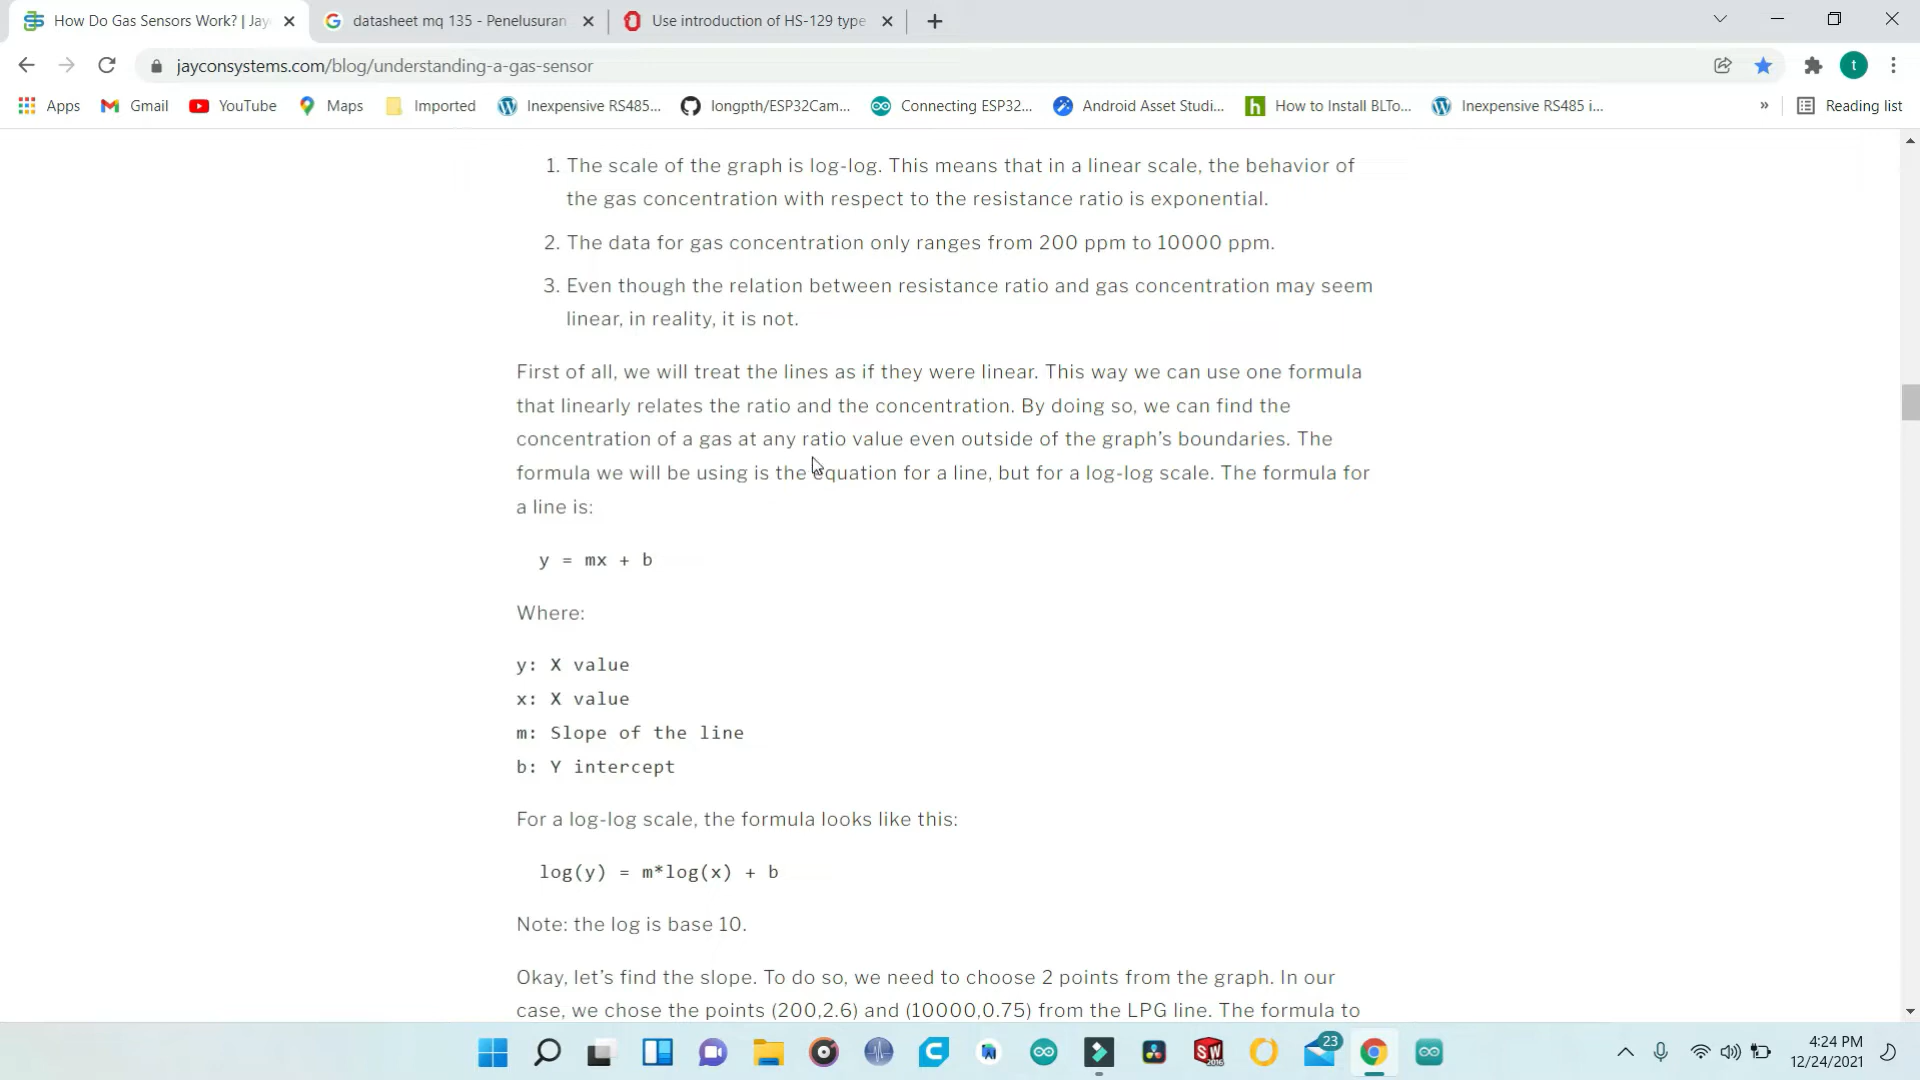 How Do Gas Sensors Work? | Jay
datasheet mq 135 - Penelusuran
Use introduction of HS-129 type
jayconsystems.com/blog/understanding-a-gas-sensor
t
Apps
Gmail
YouTube
Maps
Imported
Inexpensive RS485...
longpth/ESP32Cam...
Connecting ESP32...
Android Asset Studi...
How to Install BLTo...
Inexpensive RS485 i...
»
Reading list
1. The scale of the graph is log-log. This means that in a linear scale, the behavior of
the gas concentration with respect to the resistance ratio is exponential.
2. The data for gas concentration only ranges from 200 ppm to 10000 ppm.
3. Even though the relation between resistance ratio and gas concentration may seem
linear, in reality, it is not.
First of all, we will treat the lines as if they were linear. This way we can use one formula
that linearly relates the ratio and the concentration. By doing so, we can find the
concentration of a gas at any ratio value even outside of the graph's boundaries. The
formula we will be using is the equation for a line, but for a log-log scale. The formula for
a line is:
y = mx + b
Where:
y: X value
x: X value
m: Slope of the line
b: Y intercept
For a log-log scale, the formula looks like this:
log(y) = m*log(x) + b
Note: the log is base 10.
Okay, let's find the slope. To do so, we need to choose 2 points from the graph. In our
case, we chose the points (200,2.6) and (10000,0.75) from the LPG line. The formula to
SW
2016
23
4:24 PM
12/24/2021